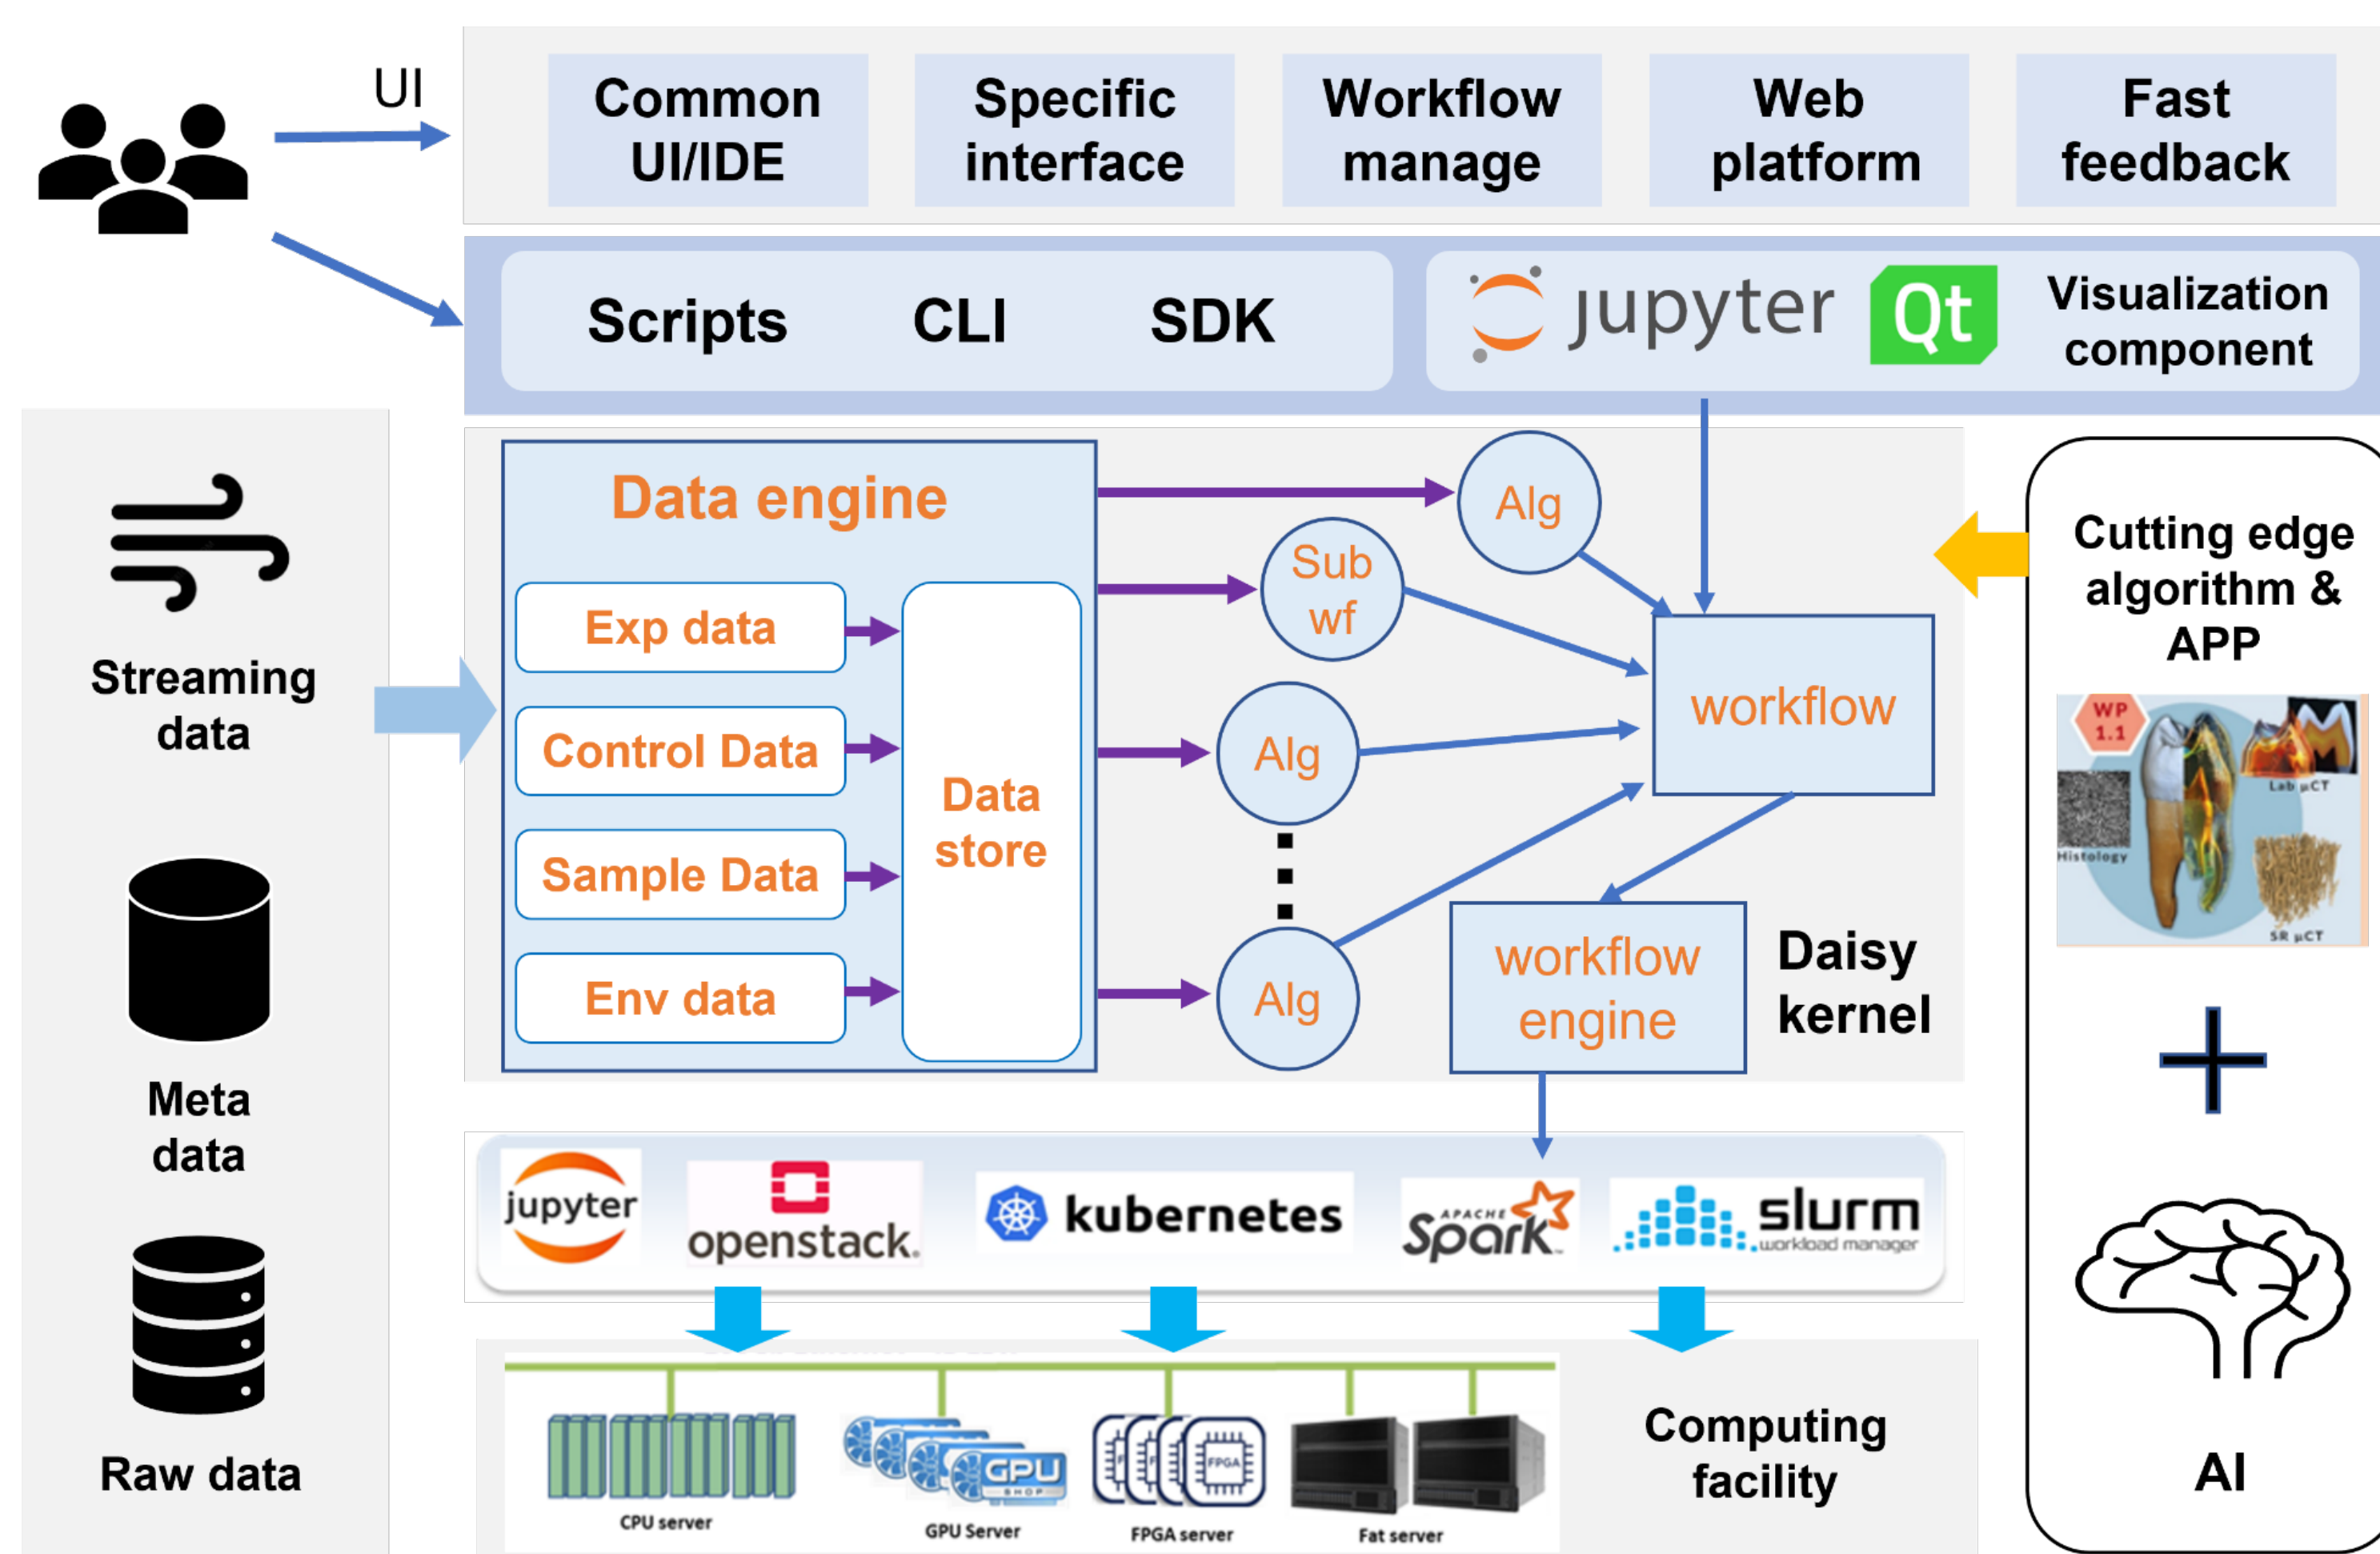 UI
Common
UI/IDE
Specific
interface
Workflow
manage
Web
platform
Fast
feedback
Scripts
CLI
SDK
jupyter
Qt
Visualization
component
Streaming
data
Meta
data
Raw data
Data engine
Exp data
Control Data
Sample Data
Env data
Data
store
Alg
Sub
wf
Alg
Alg
workflow
workflow
engine
Daisy
kernel
Cutting edge
algorithm &
APP
WP
1.1
Lab µCT
Histology
SR µCT
AI
jupyter
openstack.
kubernetes
APACHE
Spark
slurm
workload manager
GPU
SHOP
FPGA
CPU server
GPU Server
FPGA server
Fat server
Computing
facility